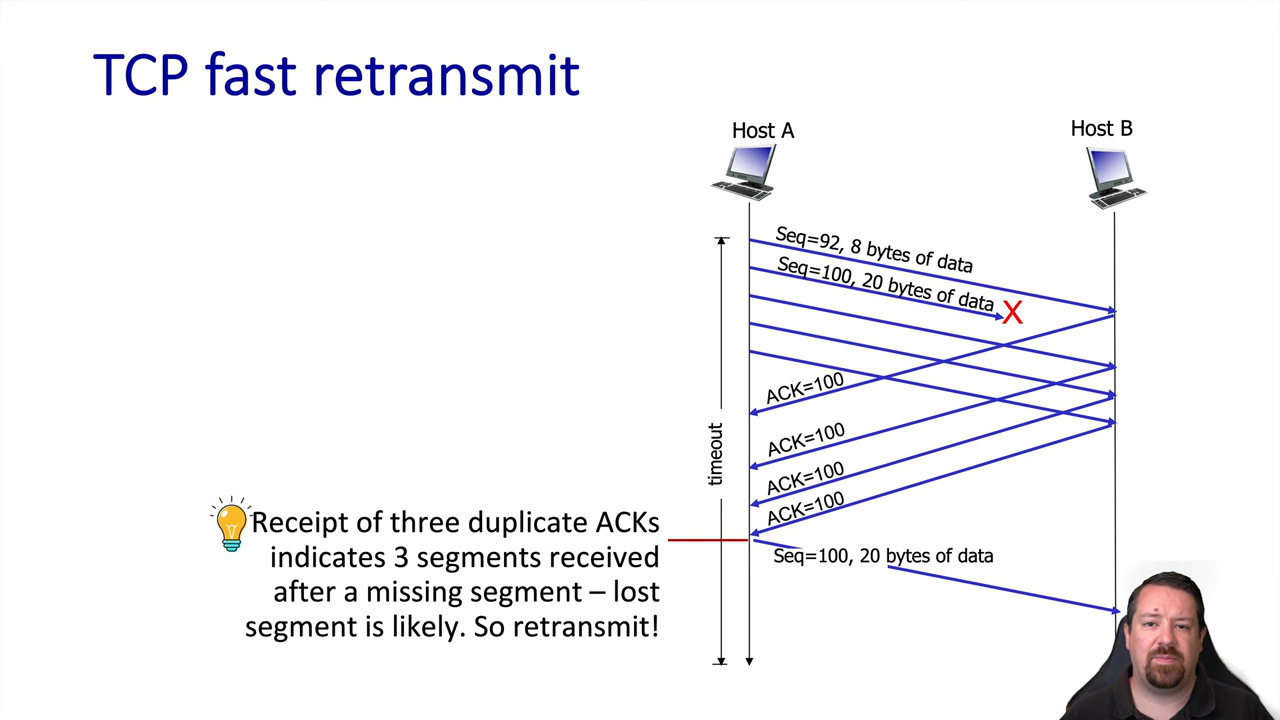 TCP fast retransmit
Host A
Host B
Seq=92, 8 bytes of data
Seq=100, 20 bytes of data
X
ACK=100
ACK=100
ACK=100
ACK=100
timeout
Receipt of three duplicate ACKs
indicates 3 segments received
after a missing segment – lost
segment is likely. So retransmit!
Seq=100, 20 bytes of data